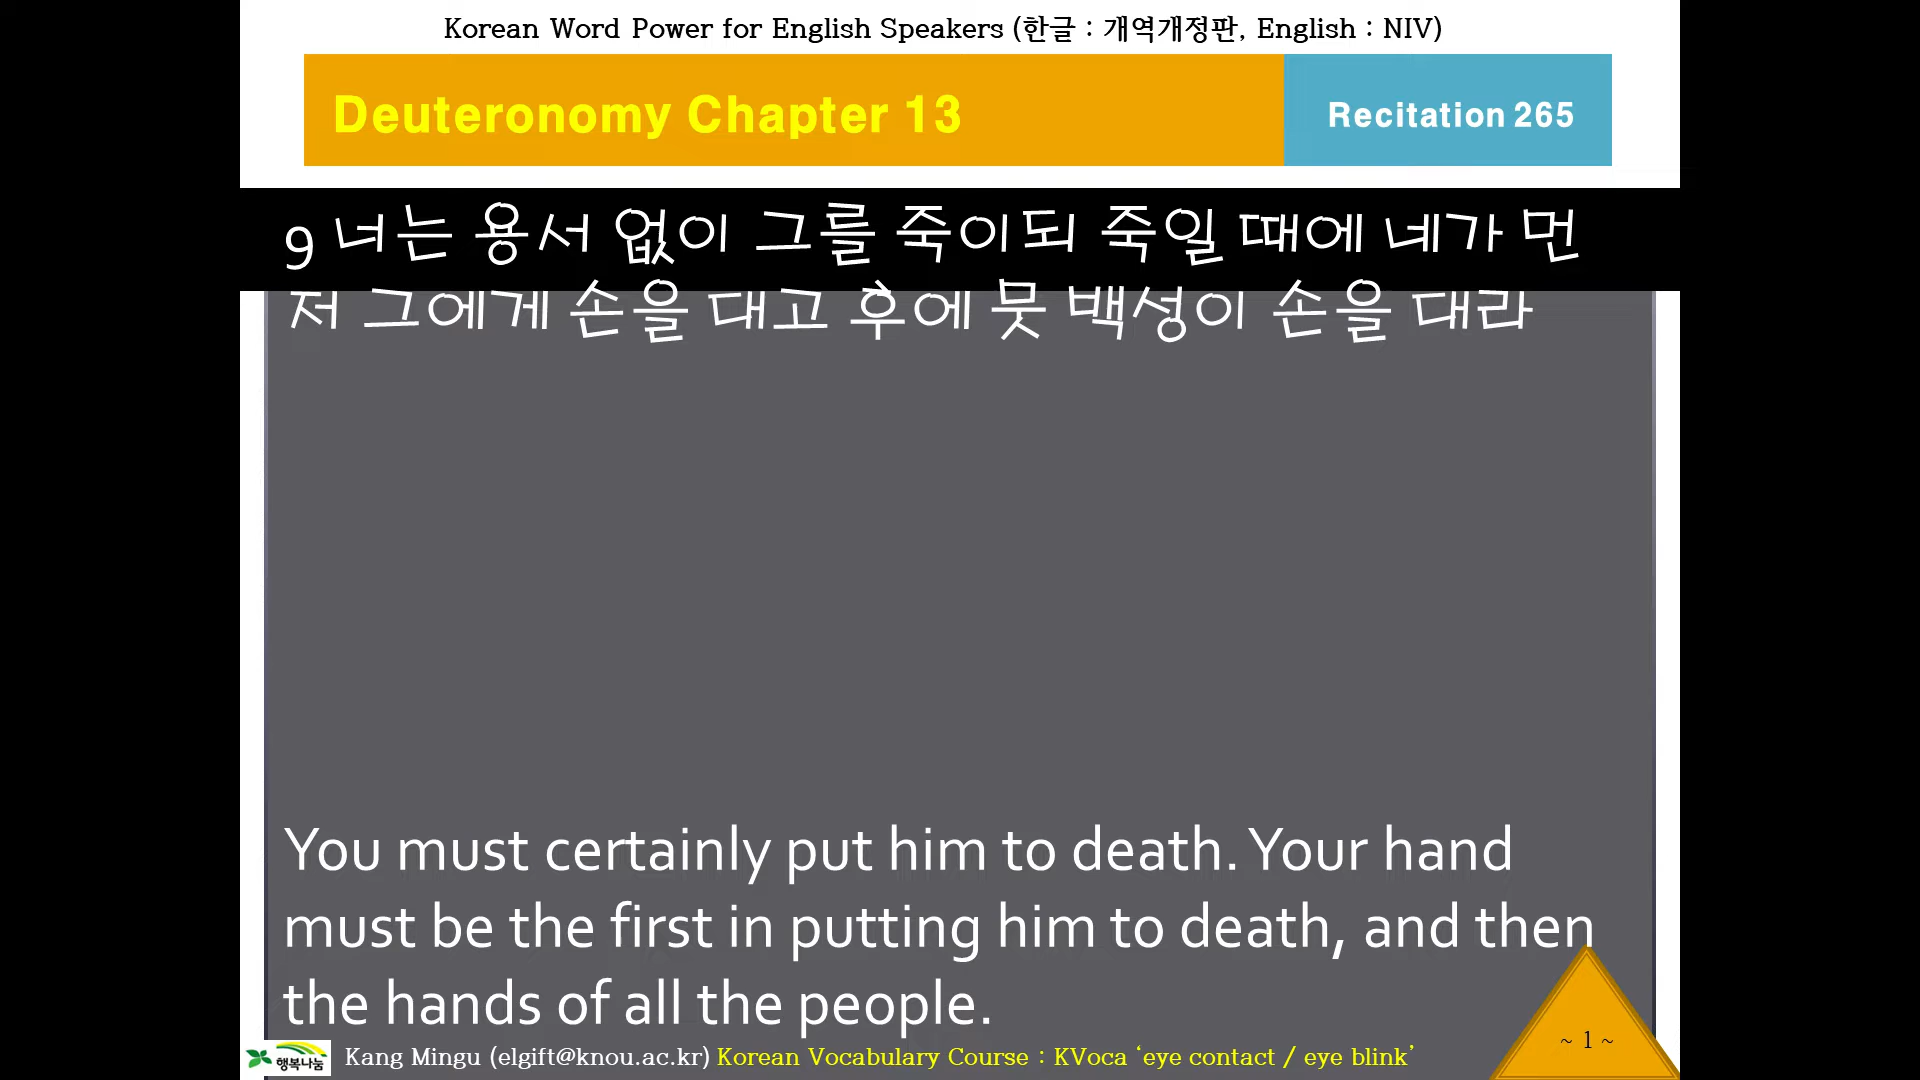 Korean Word Power for English Speakers (한글 : 개역개정판, English : NIV)
Deuteronomy Chapter 13
Recitation 265
9 너는 용서 없이 그를 죽이되 죽일 때에 네가 먼
저 그에게 손을 대고 후에 뭇 백성이 손을 대라
You must certainly put him to death. Your hand
must be the first in putting him to death, and then
the hands of all the people.
~ 1 ~
행복나눔
Kang Mingu (elgift@knou.ac.kr) Korean Vocabulary Course : KVoca ‘eye contact / eye blink’